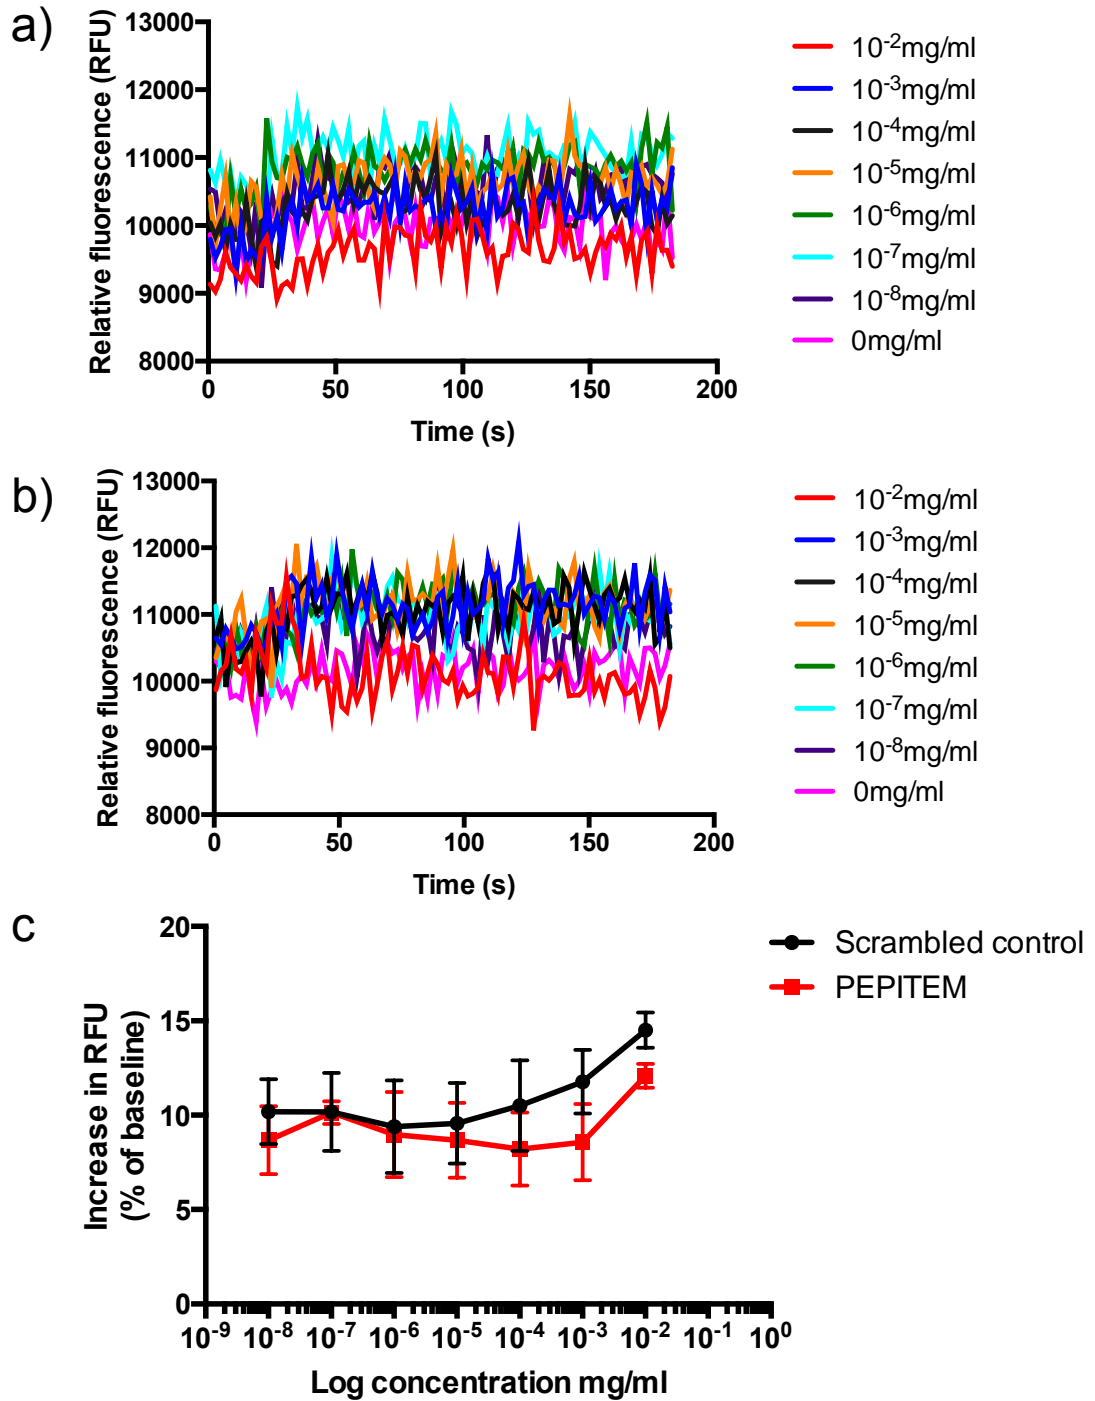 a)
Relative fluorescence (RFU)
13000
12000
11000
10000
9000
8000
0
50
100
150
200
Time (s)
10⁻²mg/ml
10⁻³mg/ml
10⁻⁴mg/ml
10⁻⁵mg/ml
10⁻⁶mg/ml
10⁻⁷mg/ml
10⁻⁸mg/ml
0mg/ml
b)
Relative fluorescence (RFU)
13000
12000
11000
10000
9000
8000
0
50
100
150
200
Time (s)
10⁻²mg/ml
10⁻³mg/ml
10⁻⁴mg/ml
10⁻⁵mg/ml
10⁻⁶mg/ml
10⁻⁷mg/ml
10⁻⁸mg/ml
0mg/ml
c
Increase in RFU
(% of baseline)
20
15
10
5
0
10⁻⁹ 10⁻⁸ 10⁻⁷ 10⁻⁶ 10⁻⁵ 10⁻⁴ 10⁻³ 10⁻² 10⁻¹ 10⁰
Log concentration mg/ml
Scrambled control
PEPITEM